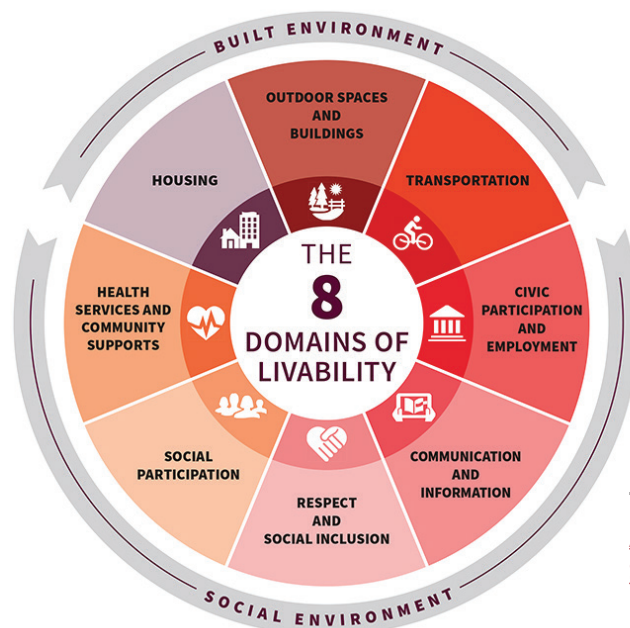 BUILT ENVIRONMENT
OUTDOOR SPACES
AND
BUILDINGS
TRANSPORTATION
CIVIC
PARTICIPATION
AND
EMPLOYMENT
COMMUNICATION
AND
INFORMATION
RESPECT
AND
SOCIAL INCLUSION
SOCIAL
PARTICIPATION
HEALTH
SERVICES AND
COMMUNITY
SUPPORTS
HOUSING
THE
8
DOMAINS OF
LIVABILITY
SOCIAL ENVIRONMENT